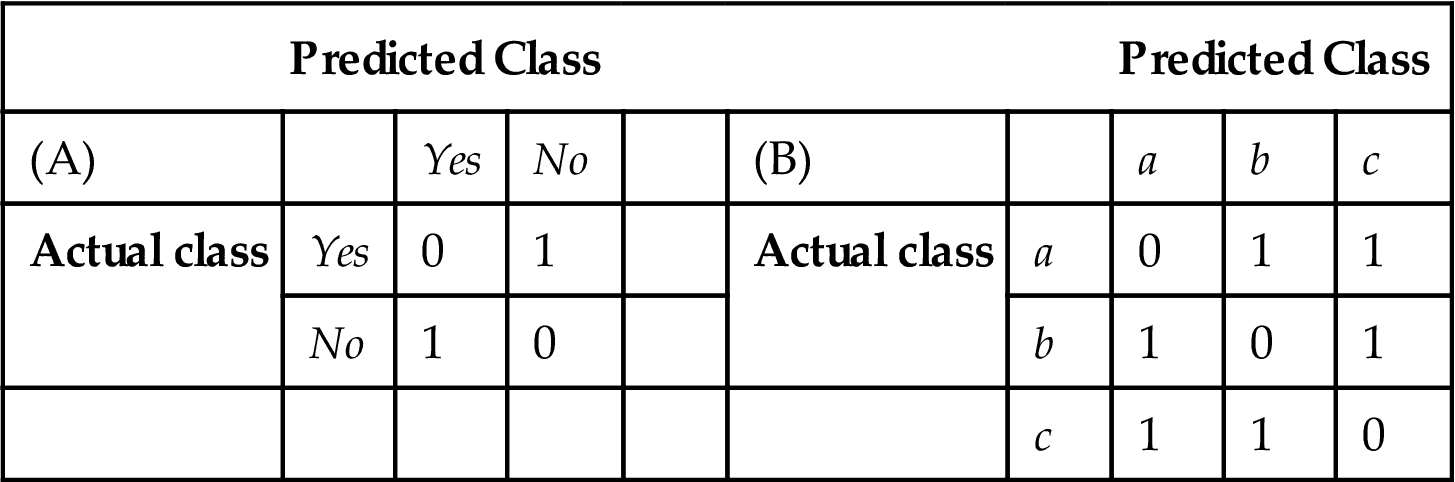 Predicted Class Predicted Class
(A) Yes No (B) a b c
Actual class Yes 0 1 Actual class a 0 1 1
No 1 0 b 1 0 1
c 1 1 0